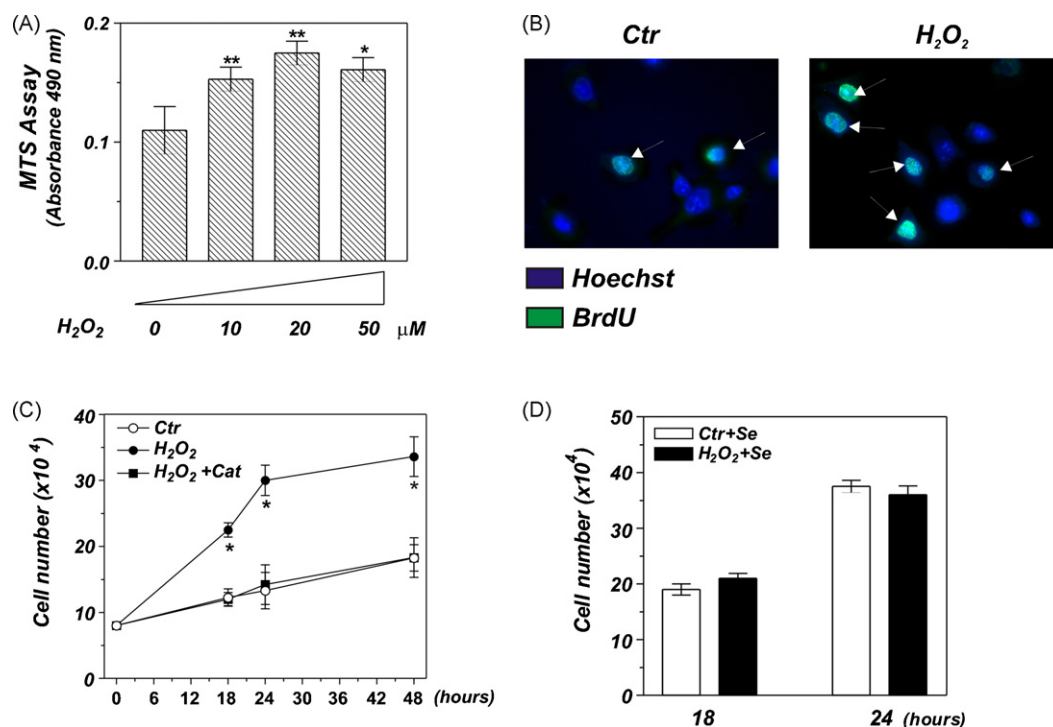 (A)
MTS Assay
(Absorbance 490 nm)
0.2
0.1
0.0
** ** *
H₂O₂ 0 10 20 50 μM
(B)
Ctr H₂O₂
Hoechst
BrdU
(C)
Cell number (x10 ⁴)
40
30
20
10
0
Ctr
H₂O₂
H₂O₂ +Cat
* * *
0 6 12 18 24 30 36 42 48 (hours)
(D)
Cell number (x10⁴)
50
40
30
20
10
0
Ctr+Se
H₂O₂+Se
18 24 (hours)